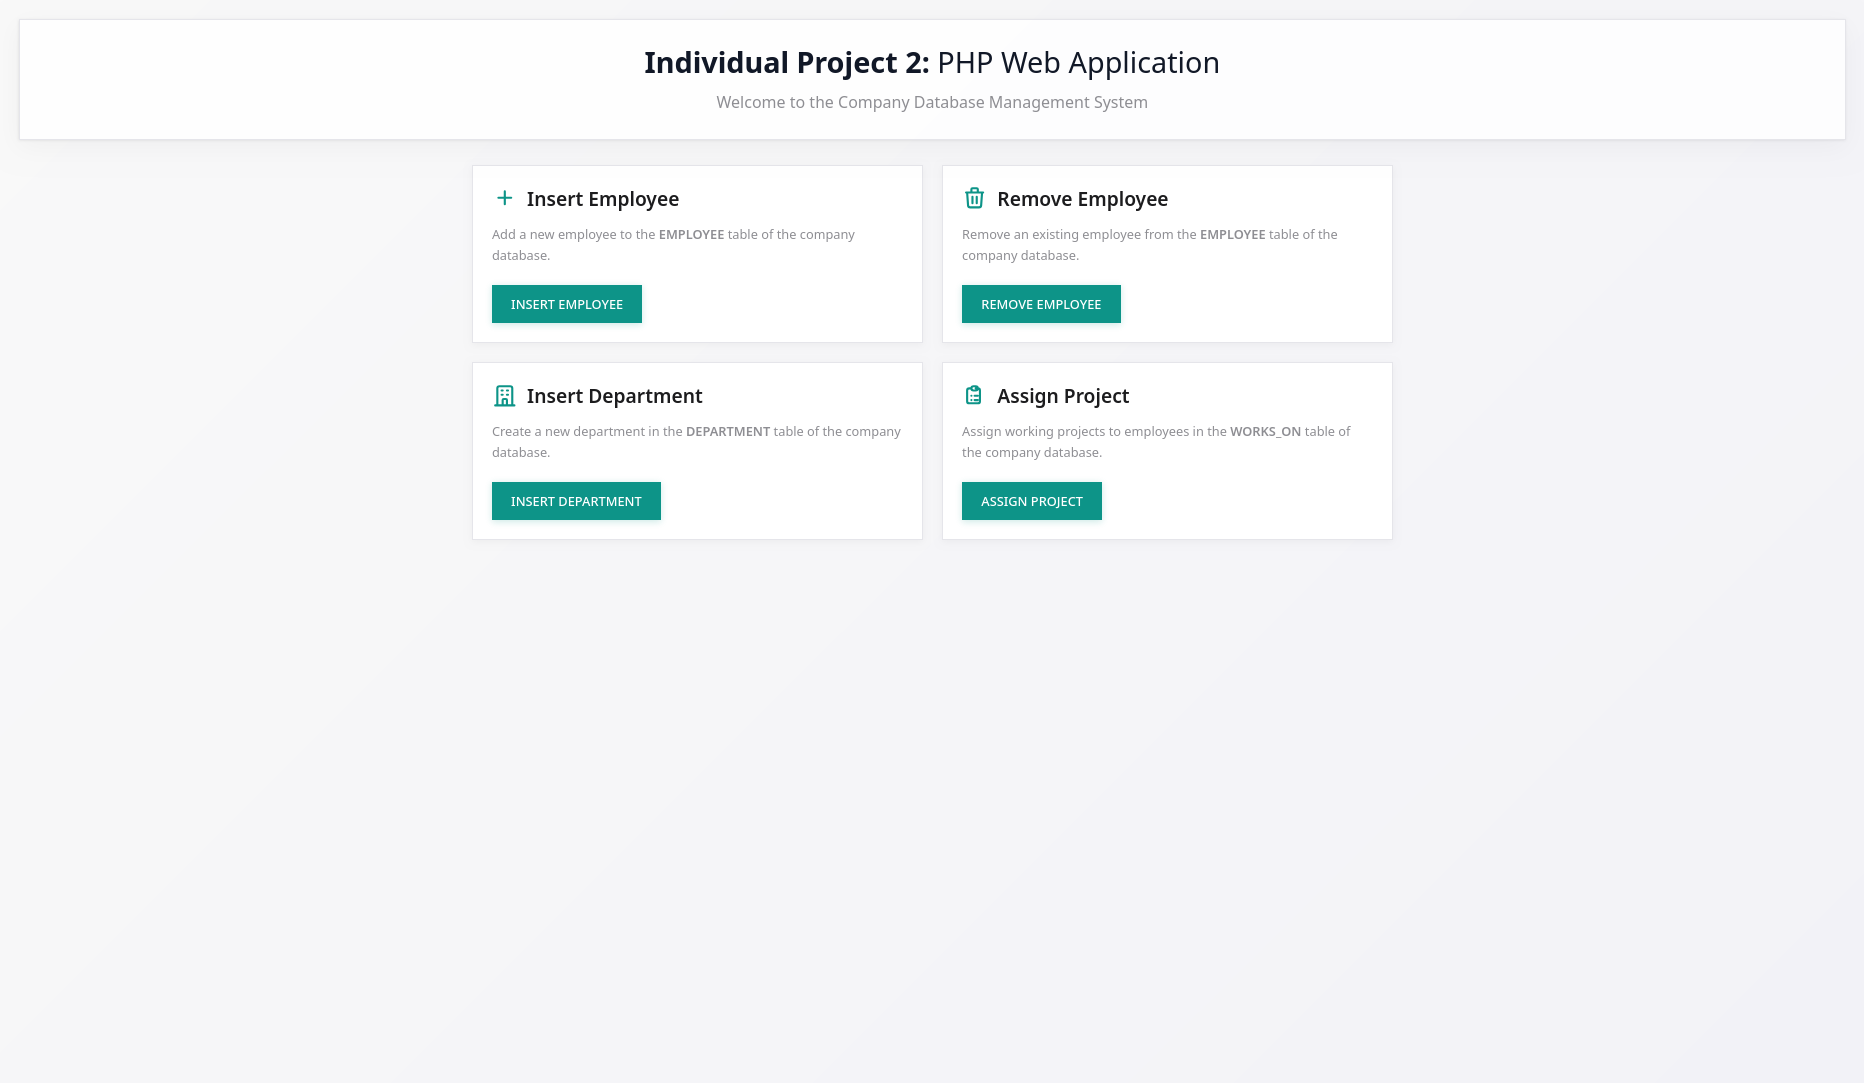 Individual Project 2: PHP Web Application
Welcome to the Company Database Management System
Insert Employee
Add a new employee to the EMPLOYEE table of the company
database.
INSERT EMPLOYEE
Remove Employee
Remove an existing employee from the EMPLOYEE table of the
company database.
REMOVE EMPLOYEE
Insert Department
Create a new department in the DEPARTMENT table of the company
database.
INSERT DEPARTMENT
Assign Project
Assign working projects to employees in the WORKS_ON table of
the company database.
ASSIGN PROJECT